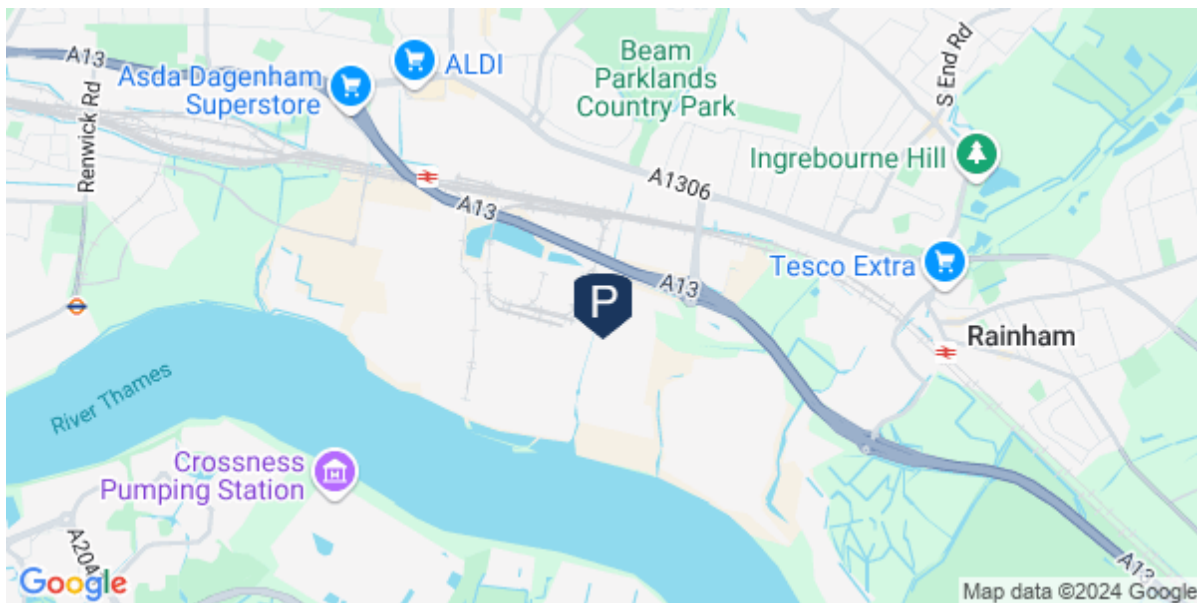 A13
Asda Dagenham
Superstore
ALDI
Beam
Parklands
Country Park
S End Rd
Renwick Rd
Ingrebourne Hill
A1306
A13
A13
Tesco Extra
P
Rainham
River Thames
Crossness
Pumping Station
A204
A13
Google
Map data ©2024 Google